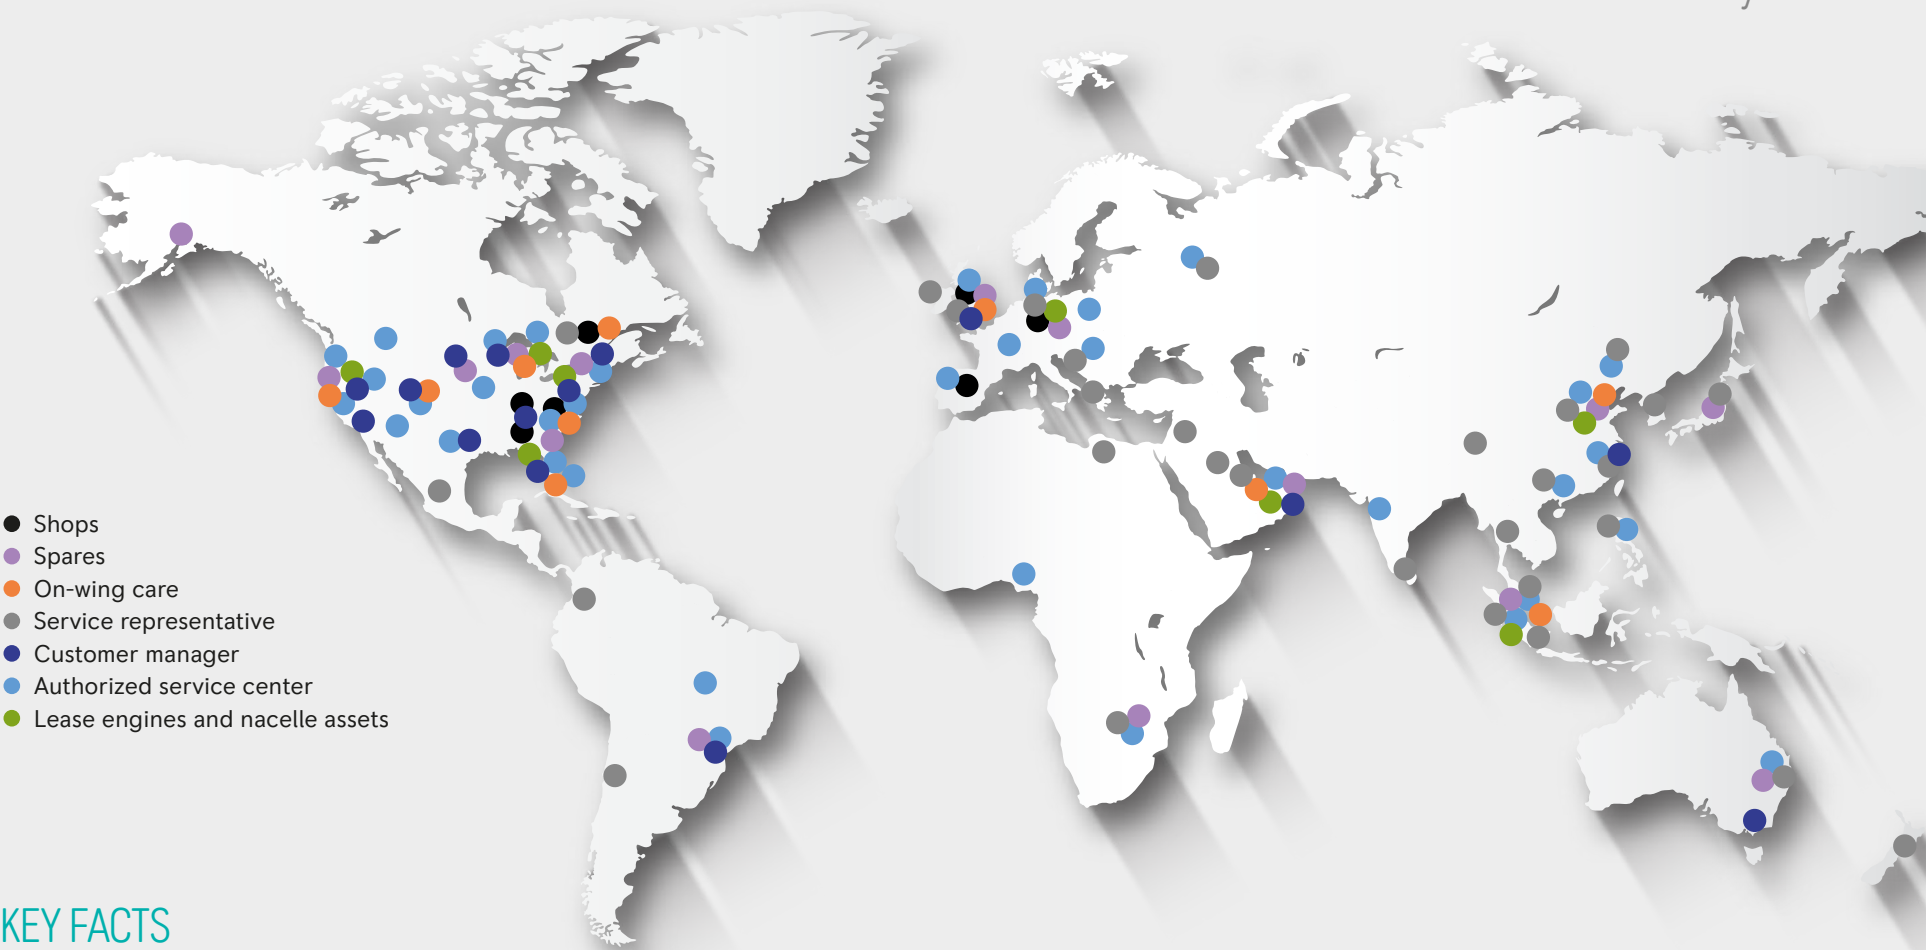 Shops
Spares
On-wing care
Service representative
Customer manager
Authorized service center
Lease engines and nacelle assets
KEY FACTS